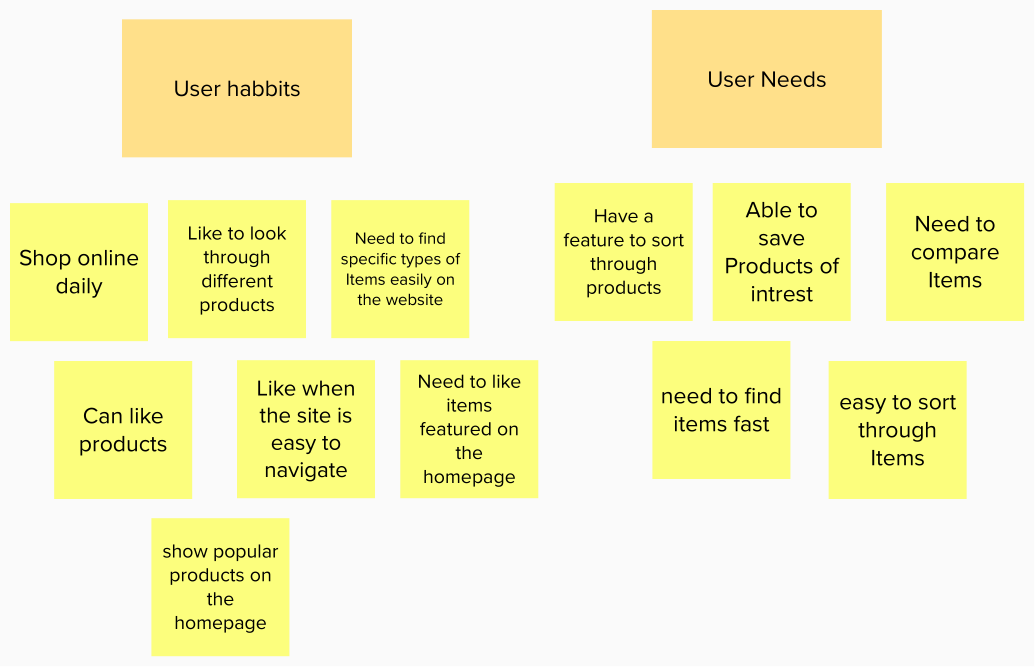 User habbits
Shop online
daily
Like to look
through
different
products
Need to find
specific types of
Items easily on
the website
Can like
products
Like when
the site is
easy to
navigate
Need to like
items
featured on
the
homepage
show popular
products on
the
homepage
User Needs
Have a
feature to sort
through
products
Able to
save
Products of
intrest
Need to
compare
Items
need to find
items fast
easy to sort
through
Items